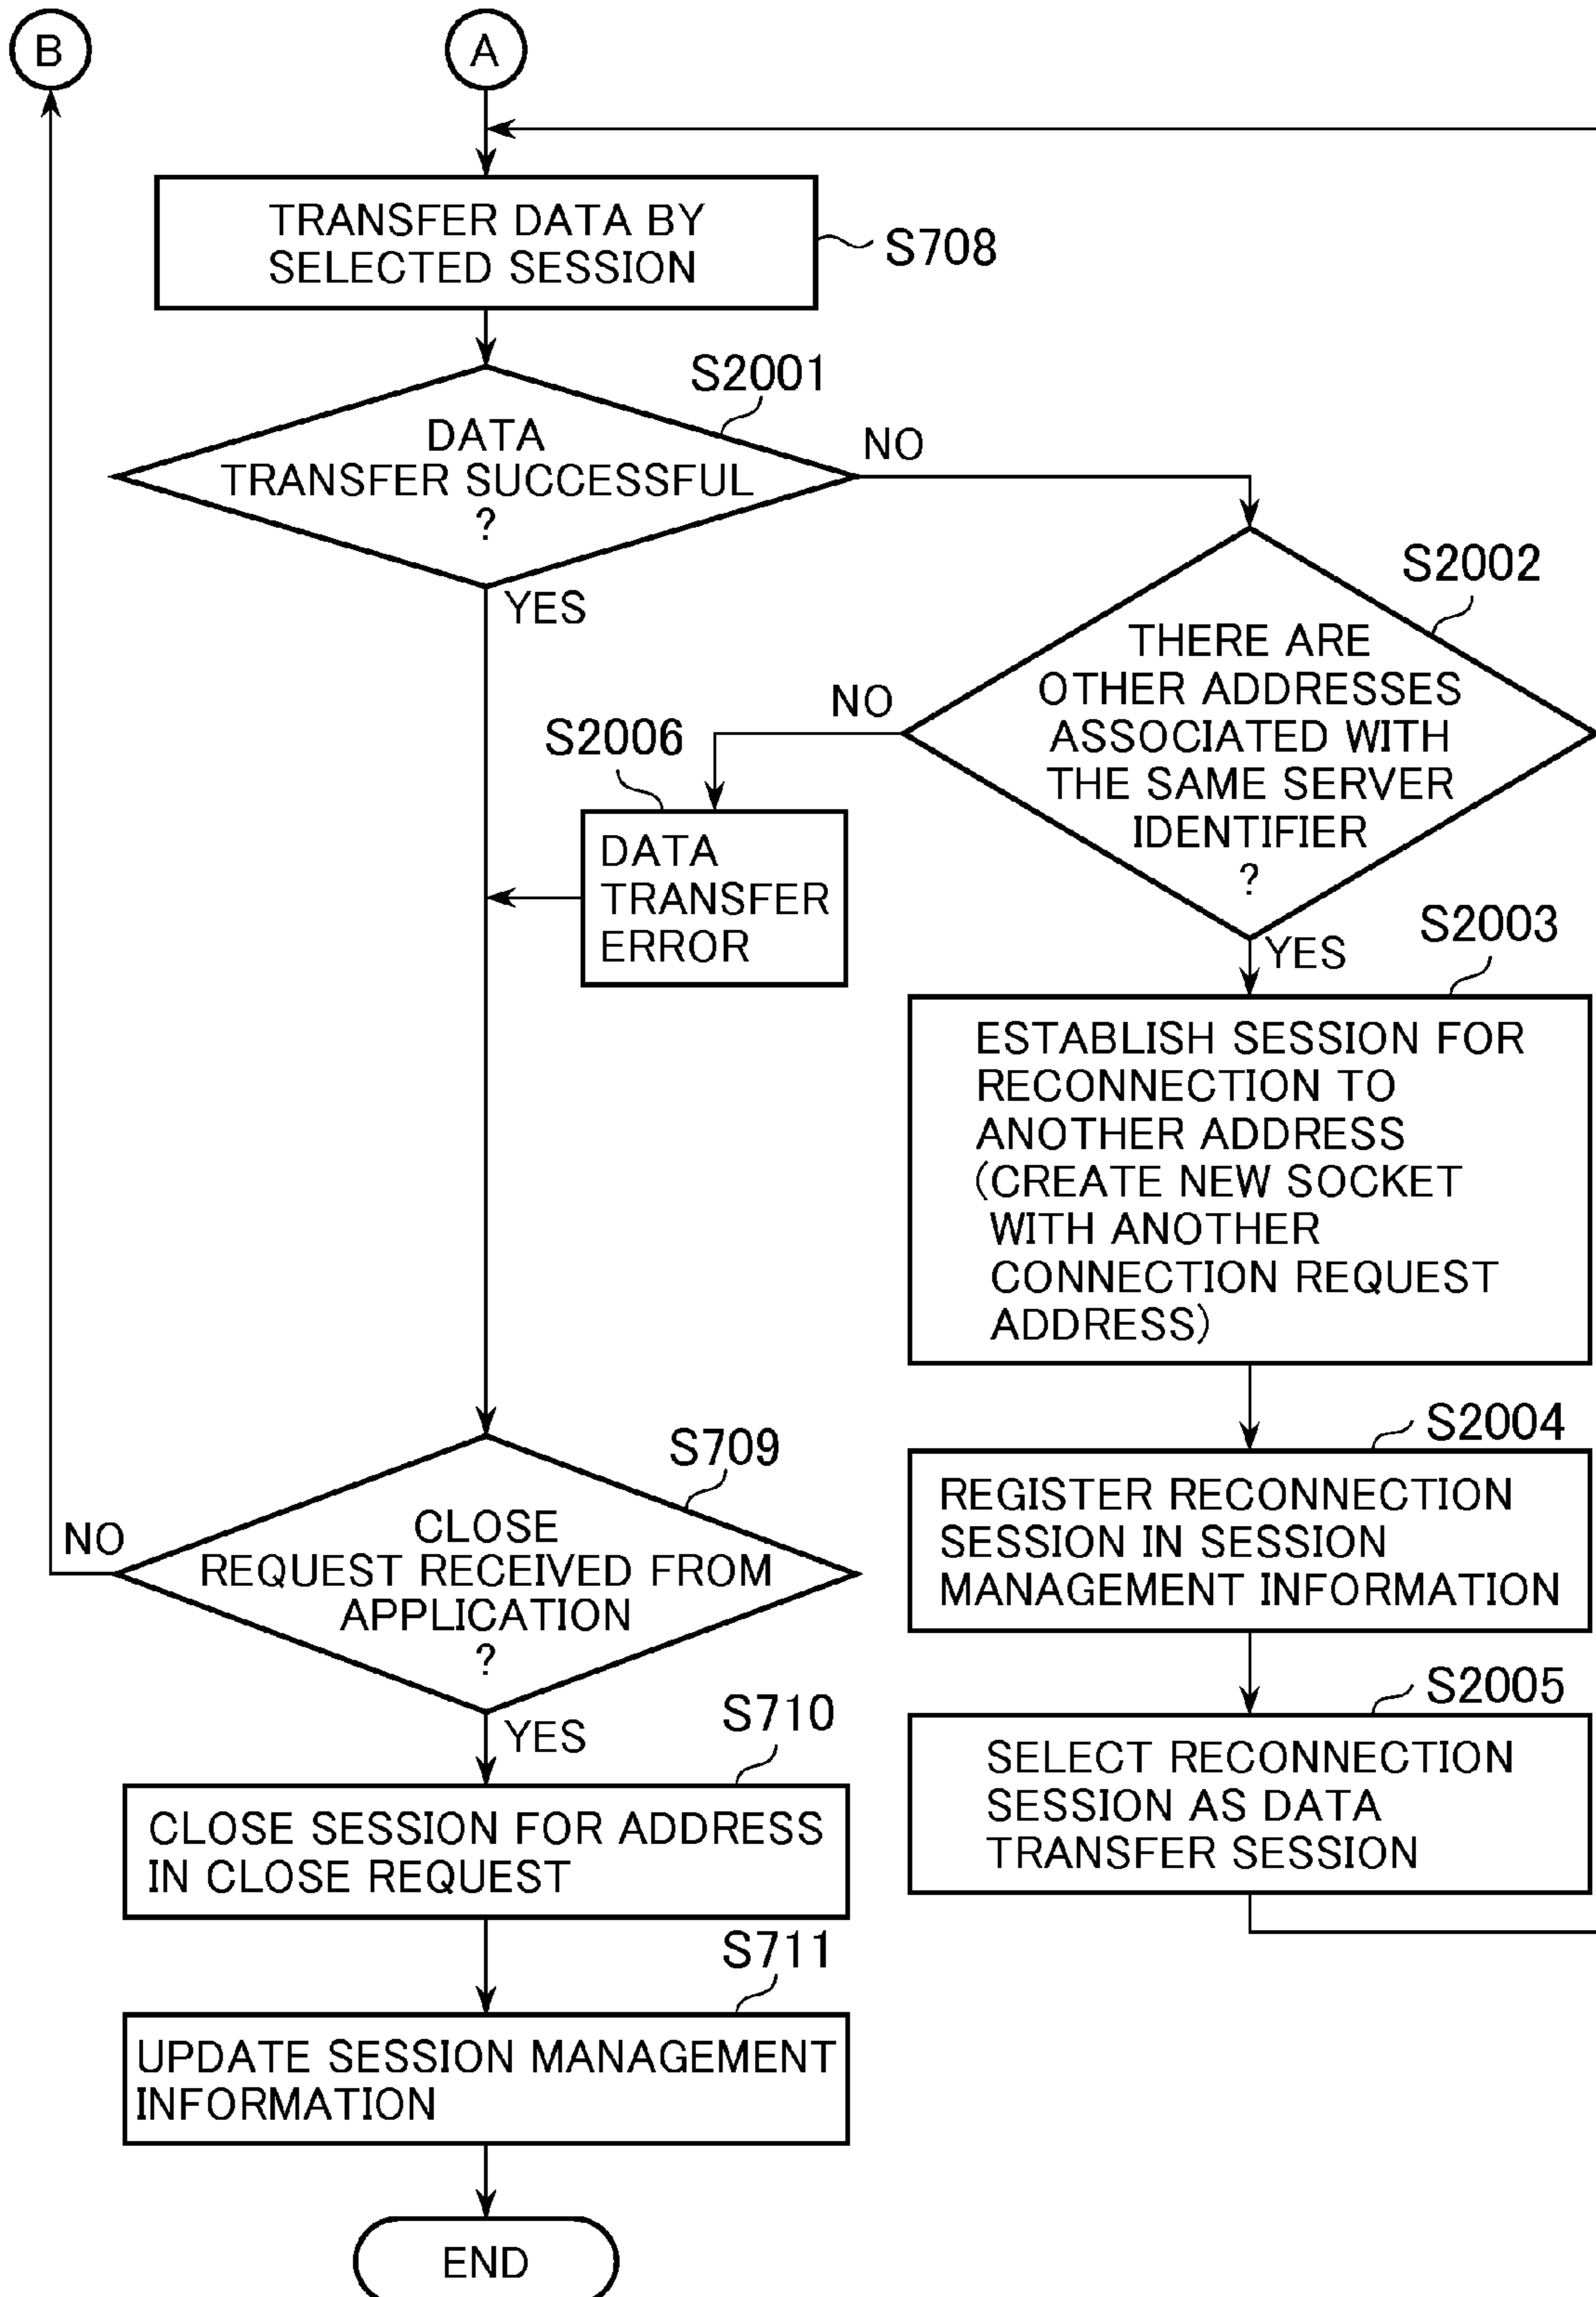 B
A
TRANSFER DATA BY
SELECTED SESSION
S708
S2001
DATA
TRANSFER SUCCESSFUL
?
NO
YES
S2002
THERE ARE
OTHER ADDRESSES
ASSOCIATED WITH
THE SAME SERVER
IDENTIFIER
?
NO
S2006
DATA
TRANSFER
ERROR
YES
S2003
ESTABLISH SESSION FOR
RECONNECTION TO
ANOTHER ADDRESS
(CREATE NEW SOCKET
WITH ANOTHER
CONNECTION REQUEST
ADDRESS)
S2004
REGISTER RECONNECTION
SESSION IN SESSION
MANAGEMENT INFORMATION
S2005
SELECT RECONNECTION
SESSION AS DATA
TRANSFER SESSION
S709
CLOSE
REQUEST RECEIVED FROM
APPLICATION
?
NO
YES
S710
CLOSE SESSION FOR ADDRESS
IN CLOSE REQUEST
S711
UPDATE SESSION MANAGEMENT
INFORMATION
END